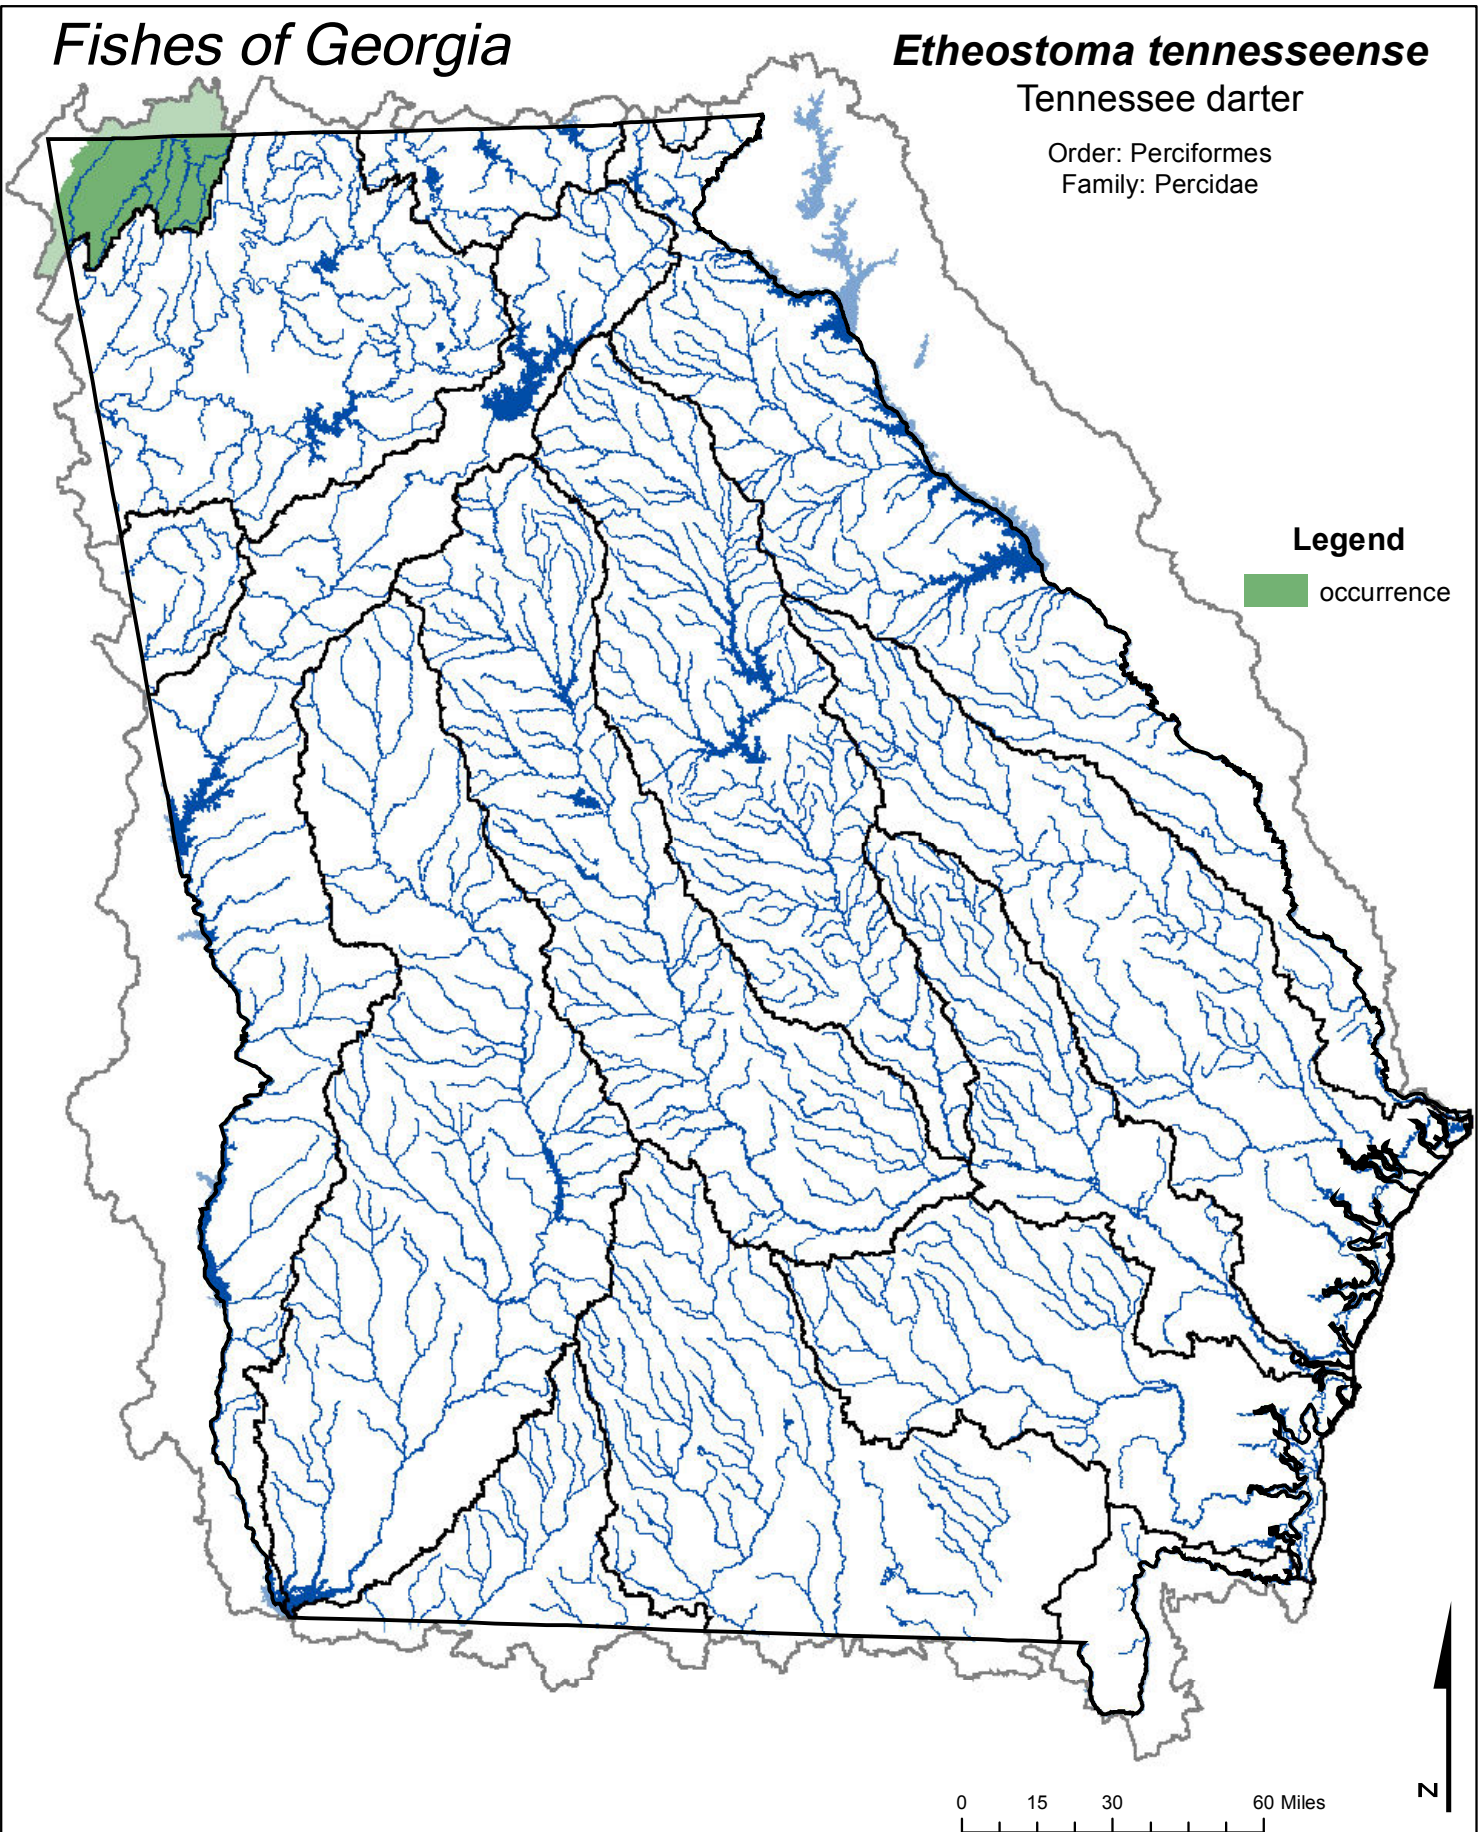 Fishes of Georgia
Etheostoma tennesseense
Tennessee darter
Order: Perciformes
Family: Percidae
Legend
occurrence
N
0 15 30 60 Miles